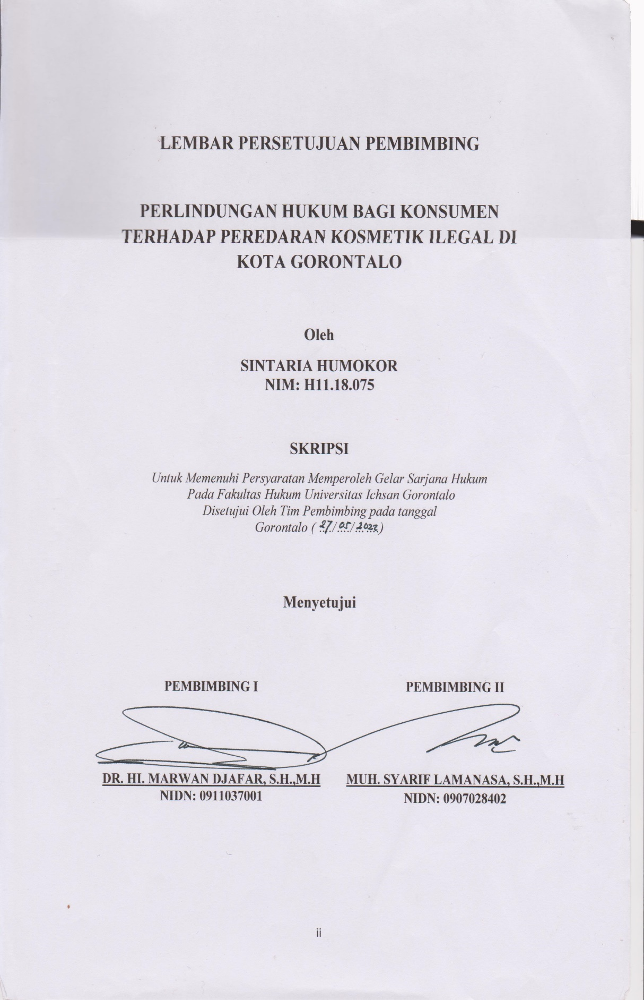 LEMBAR PERSETUJUAN PEMBIMBING
PERLINDUNGAN HUKUM BAGI KONSUMEN
TERHADAP PEREDARAN KOSMETIK ILEGAL DI
KOTA GORONTALO
Oleh
SINTARIA HUMOKOR
NIM: H11.18.075
SKRIPSI
Untuk Memenuhi Persyaratan Memperoleh Gelar Sarjana Hukum
Pada Fakultas Hukum Universitas Ichsan Gorontalo
Disetujui Oleh Tim Pembimbing pada tanggal
Gorontalo ( 27/05/2022)
Menyetujui
PEMBIMBING I
DR. HI. MARWAN DJAFAR, S.H.,M.H
NIDN: 0911037001
PEMBIMBING II
MUH. SYARIF LAMANASA, S.H.,M.H
NIDN: 0907028402
ii